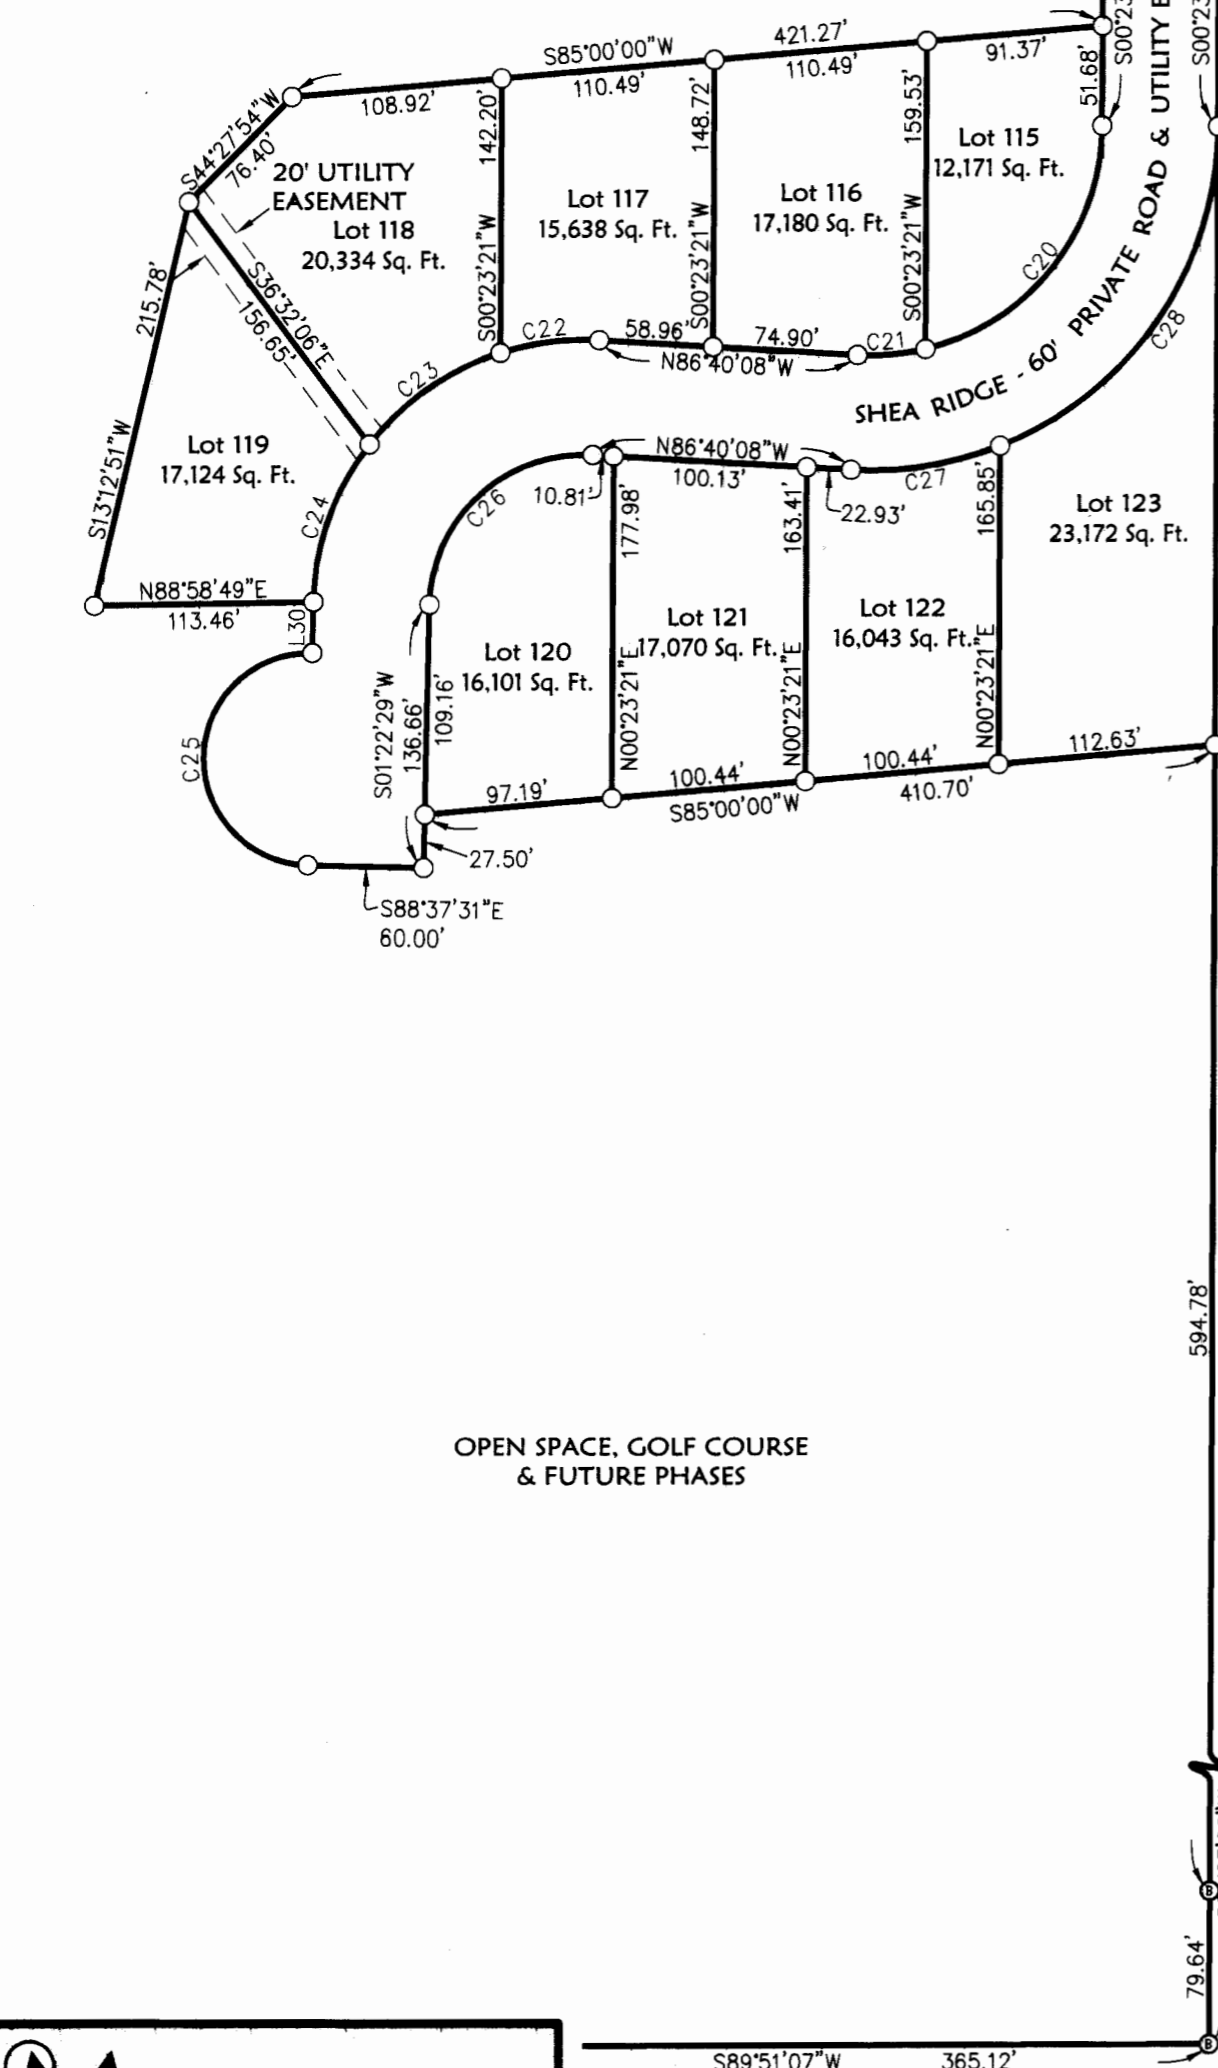 S00°23
S00°23
SHEA RIDGE - 60' PRIVATE ROAD & UTILITY E
421.27'
S85°00'00"W
91.37'
110.49'
110.49'
108.92'
51.68'
S44°27'54"W
76.40'
142.20'
148.72'
159.53'
Lot 115
12,171 Sq. Ft.
20' UTILITY
EASEMENT
Lot 118
20,334 Sq. Ft.
Lot 117
15,638 Sq. Ft.
Lot 116
17,180 Sq. Ft.
S00°23'21"W
S00°23'21"W
S00°23'21"W
C20
215.78'
S36°32'06"E
156.65'
C28
C22
58.96'
74.90'
C21
N86°40'08"W
C23
S13°12'51"W
Lot 119
17,124 Sq. Ft.
N86°40'08"W
100.13'
C27
10.81'
22.93'
C26
C24
177.98'
163.41'
165.85'
Lot 123
23,172 Sq. Ft.
N88°58'49"E
113.46'
L30
Lot 120
16,101 Sq. Ft.
Lot 121
17,070 Sq. Ft.
Lot 122
16,043 Sq. Ft.
N00°23'21"E
N00°23'21"E
N00°23'21"E
S01°22'29"W
136.66'
109.16'
C25
97.19'
100.44'
100.44'
112.63'
S85°00'00"W
410.70'
27.50'
S88°37'31"E
60.00'
594.78'
OPEN SPACE, GOLF COURSE
& FUTURE PHASES
B
79.64'
B
S89°51'07"W
365.12'